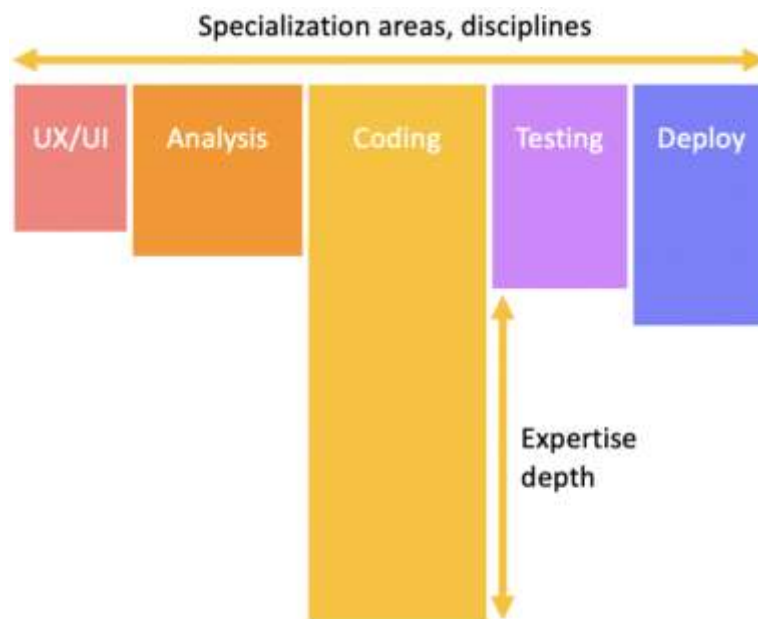 Specialization areas, disciplines
UX/UI
Analysis
Coding
Testing
Deploy
Expertise
depth